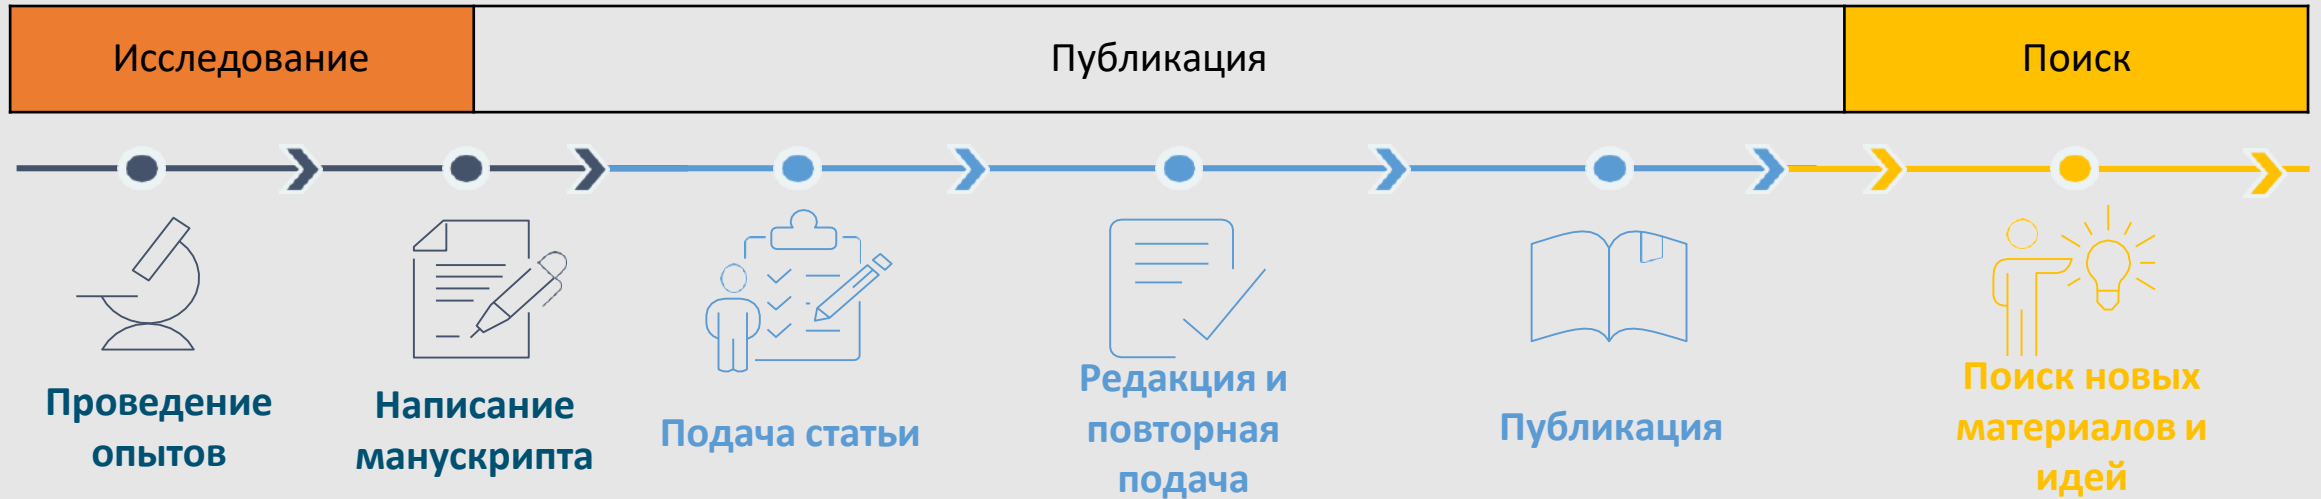 Исследование
Публикация
Поиск
Проведение
опытов
Написание
манускрипта
Подача статьи
Редакция и
повторная
подача
Публикация
Поиск новых
материалов и
идей